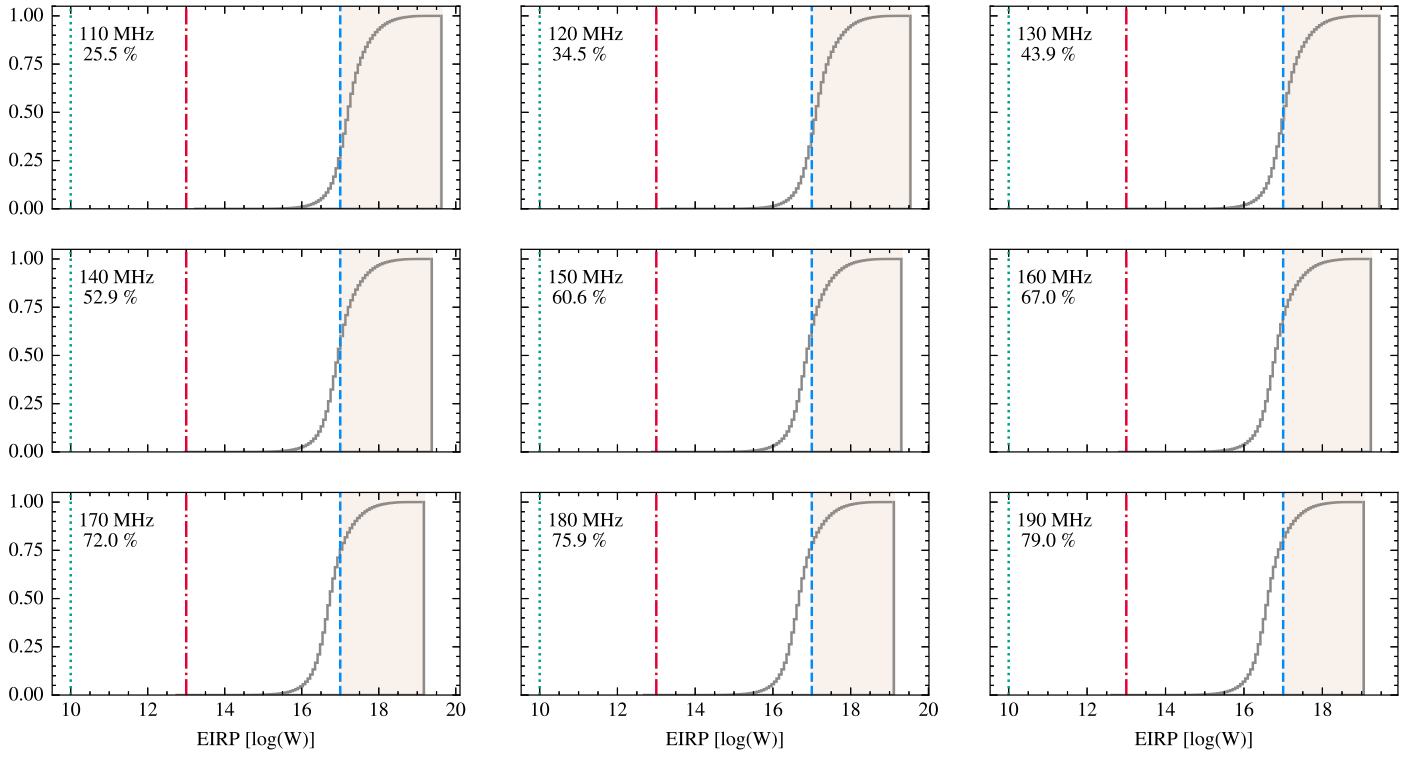 110 MHz
25.5 %
120 MHz
34.5 %
130 MHz
43.9 %
1.00
0.75
0.50
0.25
0.00
140 MHz
52.9 %
150 MHz
60.6 %
160 MHz
67.0 %
1.00
0.75
0.50
0.25
0.00
170 MHz
72.0 %
180 MHz
75.9 %
190 MHz
79.0 %
1.00
0.75
0.50
0.25
0.00
10 12 14 16 18 20
10 12 14 16 18 20
10 12 14 16 18
EIRP [log(W)]
EIRP [log(W)]
EIRP [log(W)]